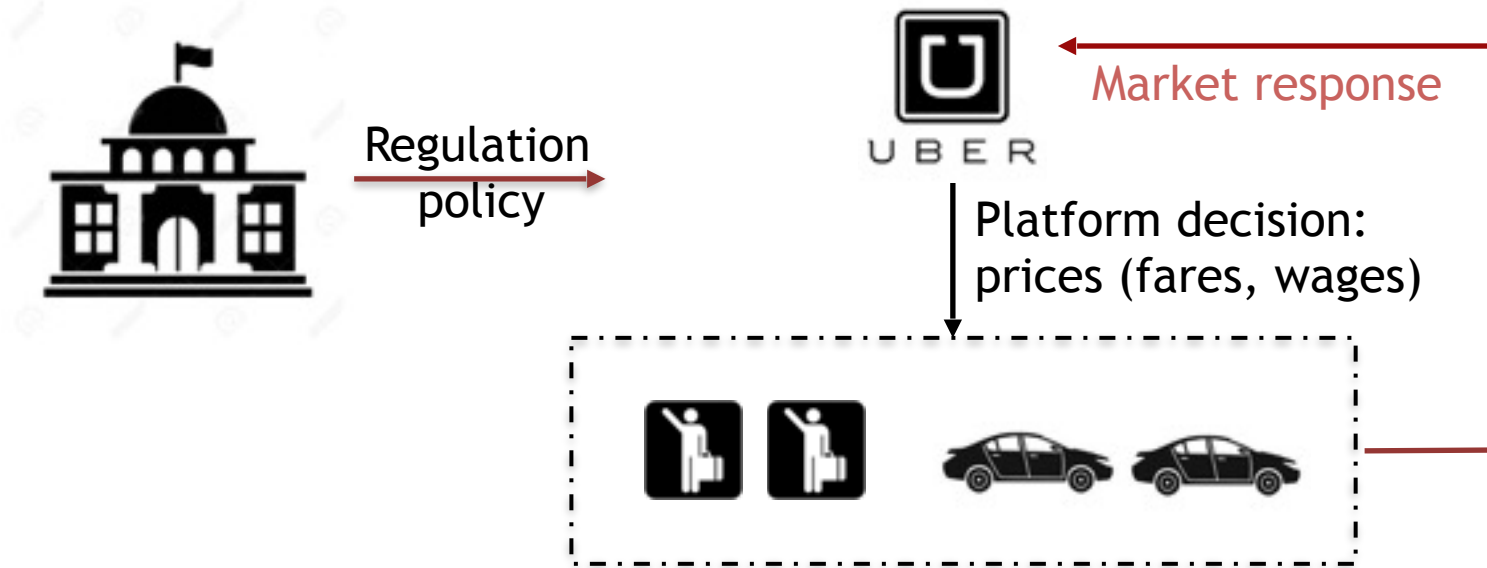 Regulation
policy
U
UBER
Market response
Platform decision:
prices (fares, wages)